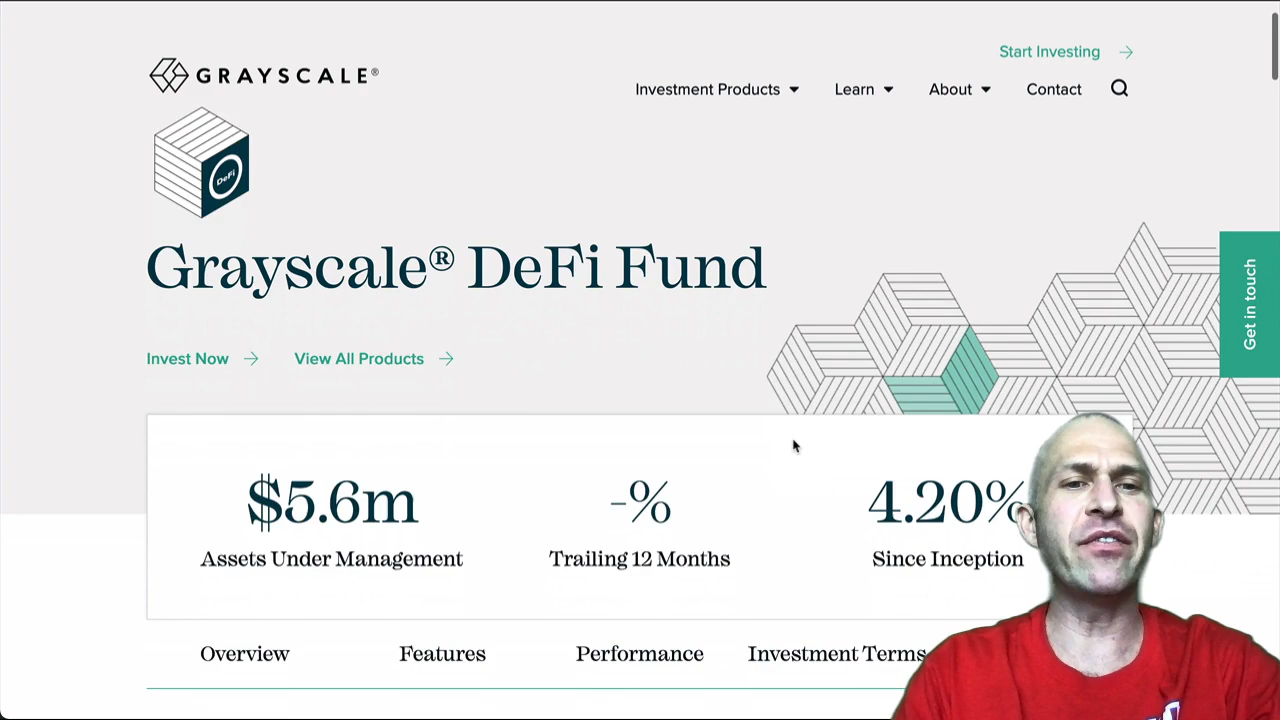 Start Investing
GRAYSCALE®
Investment Products
Learn
About
Contact
DeFi
Grayscale® DeFi Fund
Get in touch
Invest Now
View All Products
$5.6m
-%
4.20%
Assets Under Management
Trailing 12 Months
Since Inception
Overview
Features
Performance
Investment Terms